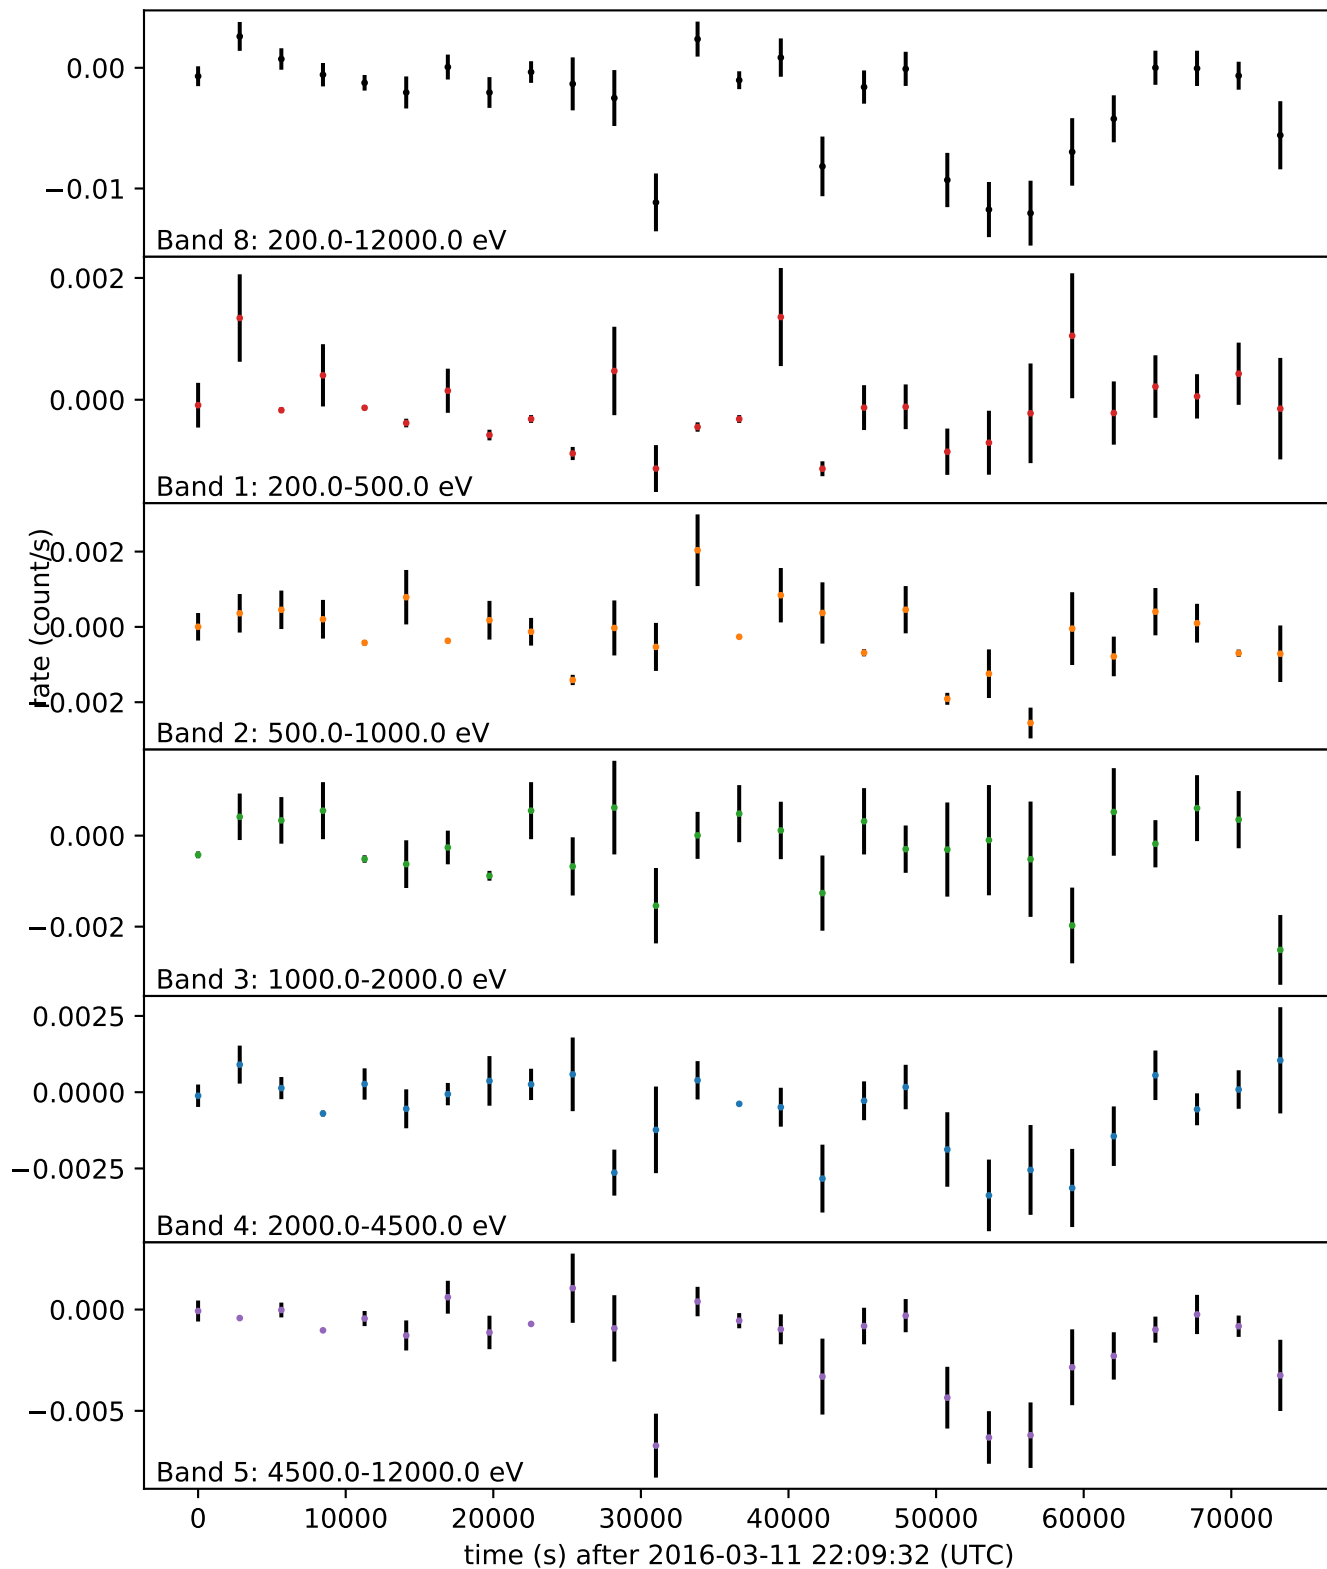 0.00
−0.01
Band 8: 200.0-12000.0 eV
0.002
0.000
Band 1: 200.0-500.0 eV
rate (count/s)
0.002
0.000
−0.002
Band 2: 500.0-1000.0 eV
0.000
−0.002
Band 3: 1000.0-2000.0 eV
0.0025
0.0000
−0.0025
Band 4: 2000.0-4500.0 eV
0.000
−0.005
Band 5: 4500.0-12000.0 eV
0 10000 20000 30000 40000 50000 60000 70000
time (s) after 2016-03-11 22:09:32 (UTC)